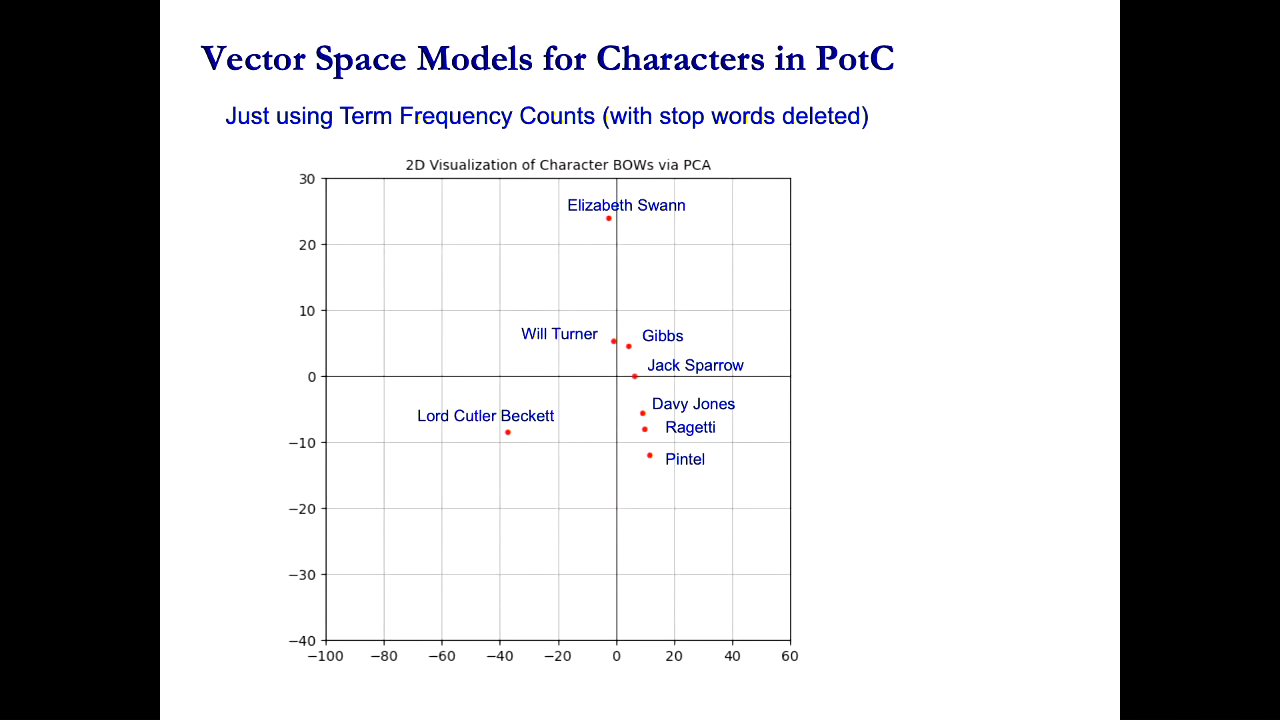 Vector Space Models for Characters in PotC
Just using Term Frequency Counts (with stop words deleted)
2D Visualization of Character BOWs via PCA
30
Elizabeth Swann
20
10
Will Turner
Gibbs
Jack Sparrow
0
Davy Jones
Lord Cutler Beckett
Ragetti
−10
Pintel
−20
−30
−40
−100 −80 −60 −40 −20 0 20 40 60